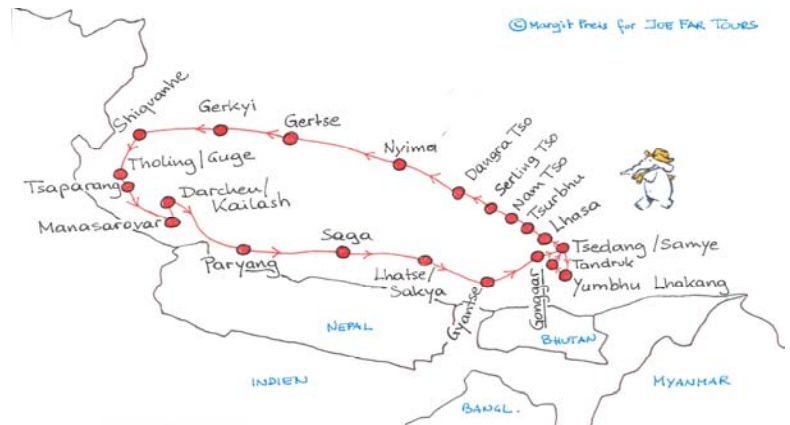 © Margit Preis for JOE FAR TOURS
Shiquanhe
Gerkyi
Gertse
Nyima
Dangra Tso
Serling Tso
Nam Tso
Tsurbhu
Lhasa
Tholing/Guge
Tsaparang
Darchen/
Kailash
Manasarovar
Paryang
Saga
Lhatse/
Sakya
Gyantse
Gonggar
Tsedang/Samye
Tandruk
Yumbhu Lhakang
NEPAL
BHUTAN
INDIEN
BANGL.
MYANMAR